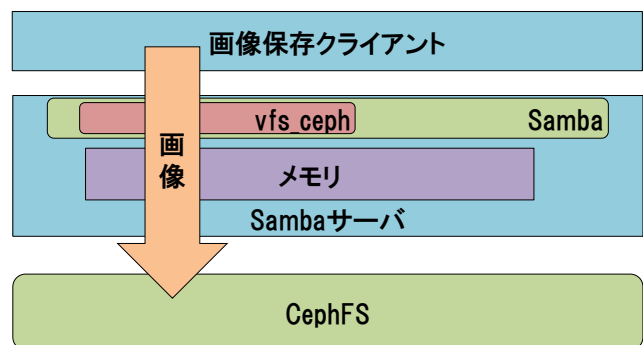 画像保存クライアント
vfs_ceph
Samba
画像
メモリ
Sambaサーバ
CephFS